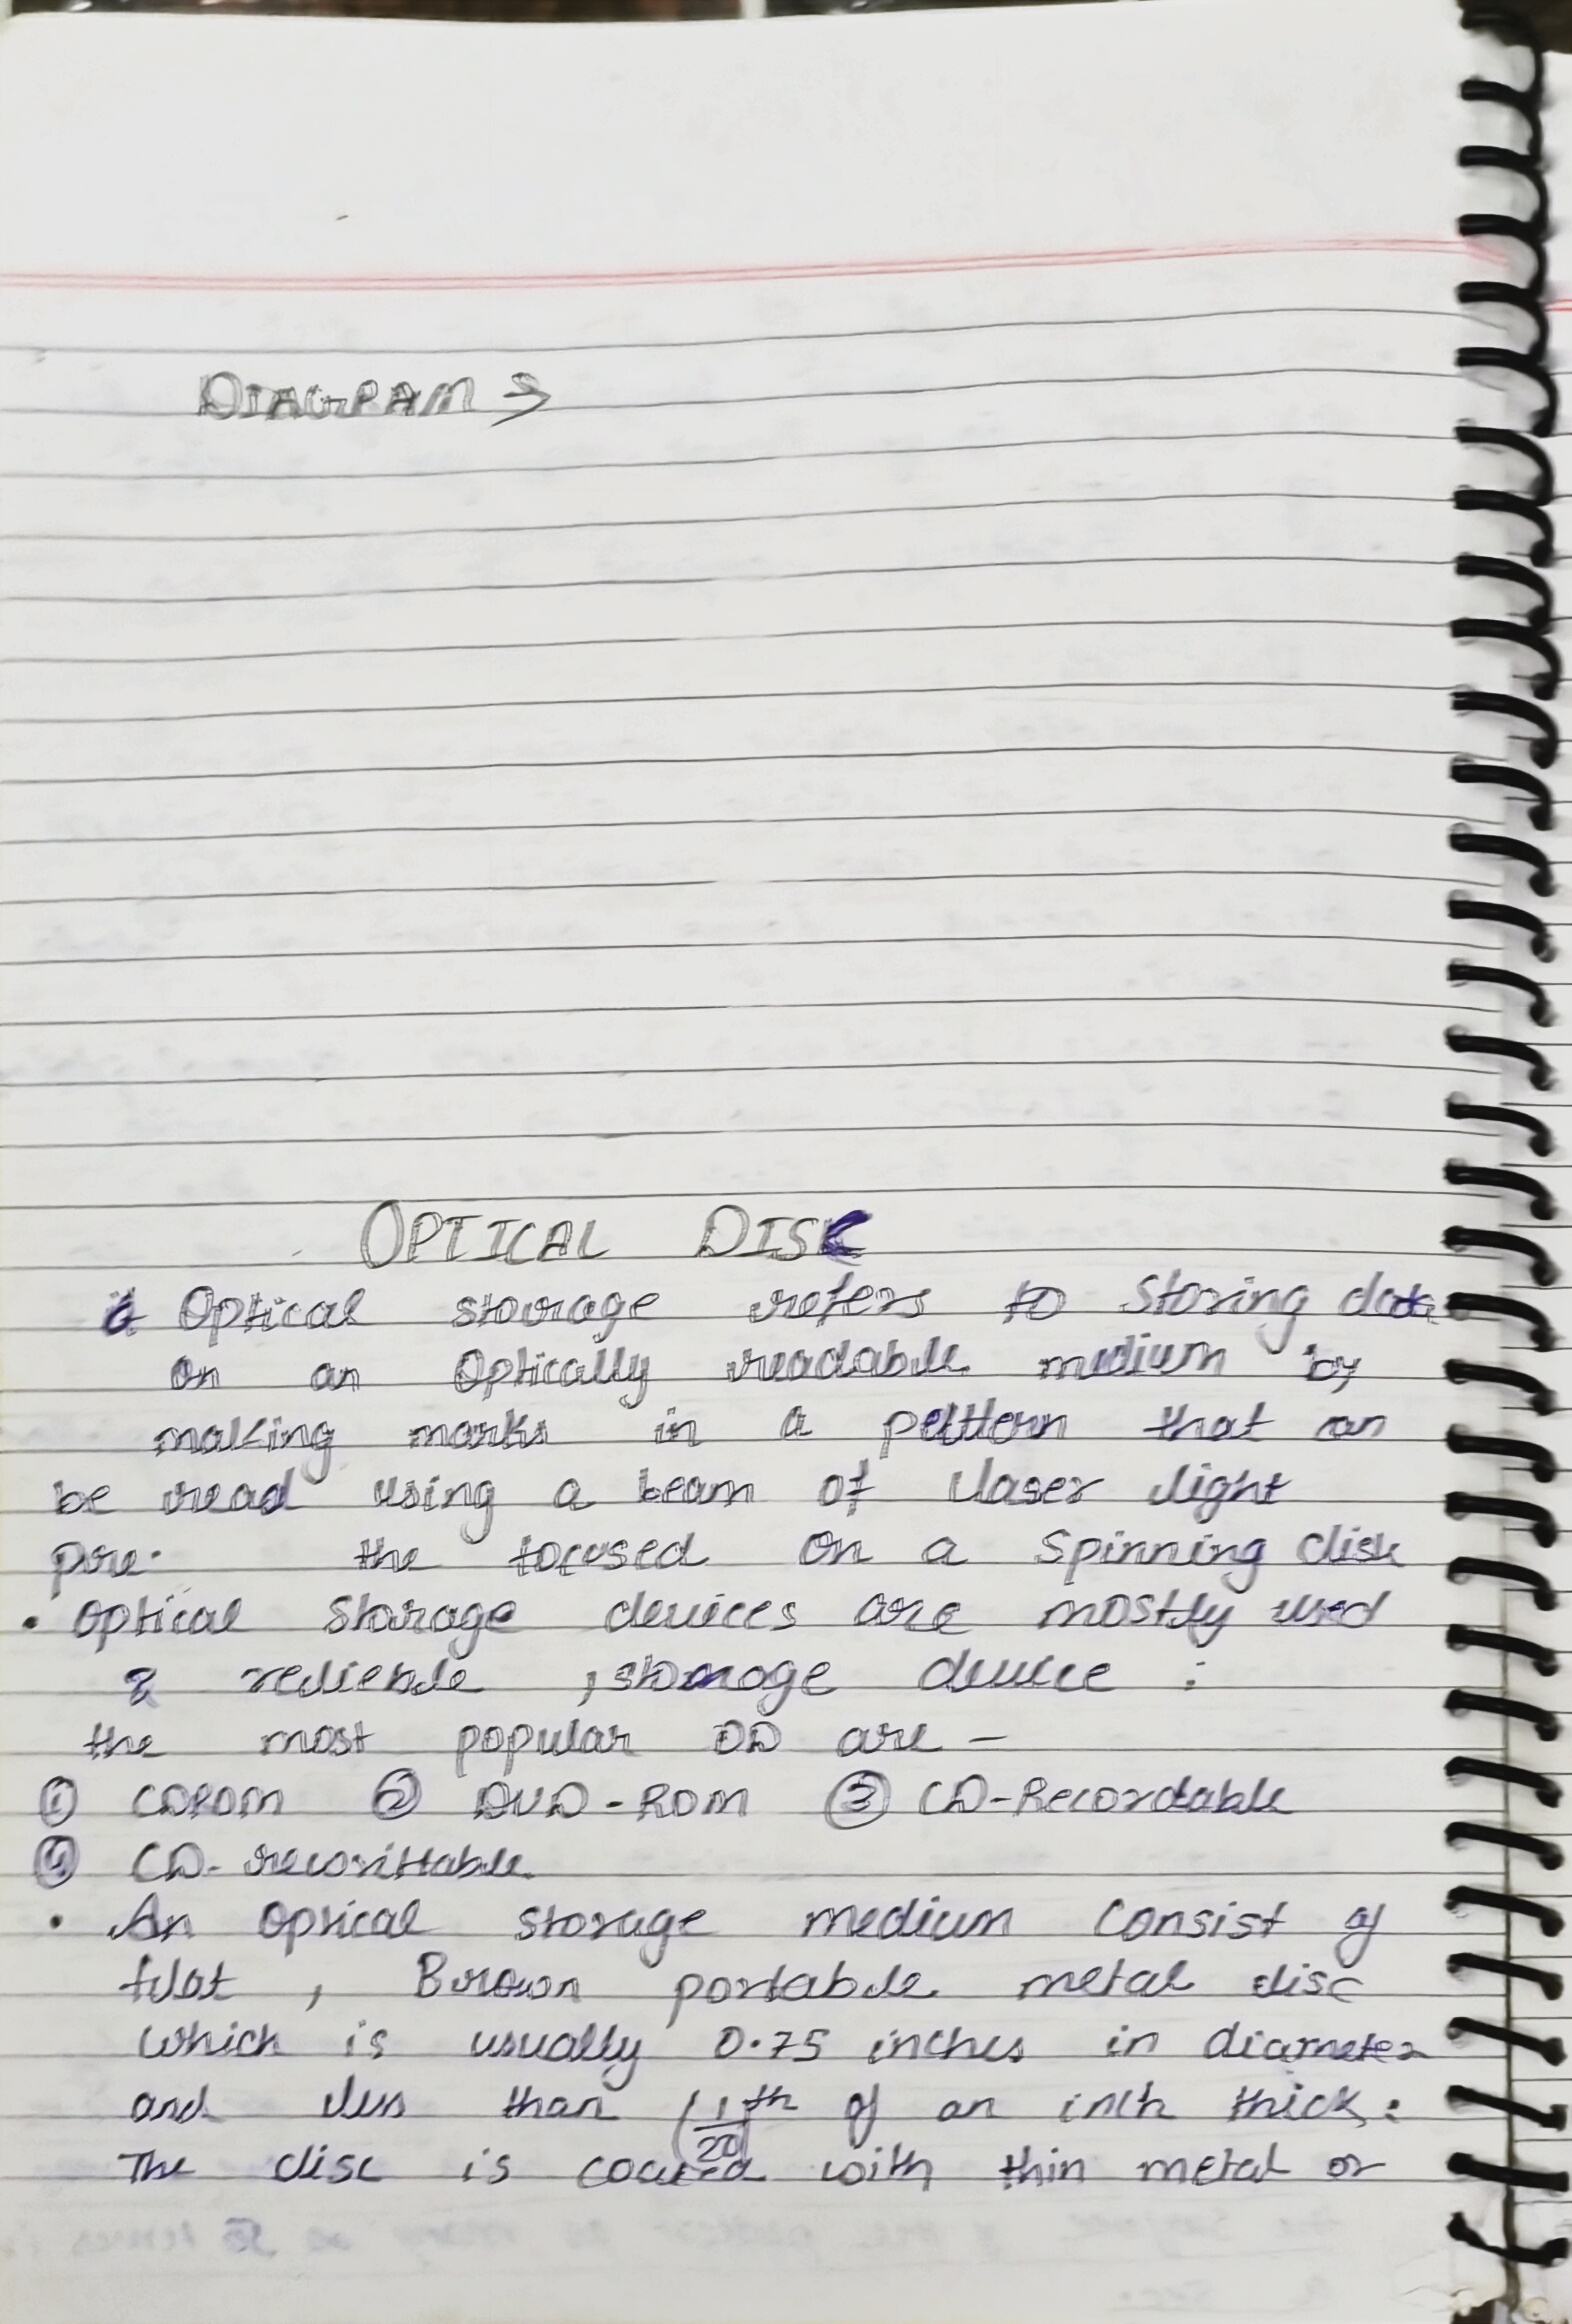 DIAGRAM →
OPTICAL DISK
Optical storage refers to Storing data
on an Optically readable medium by
making marks in a pattern that can
be read using a beam of laser light
pre. the focused on a Spinning disk
• Optical Storage devices are mostly used
& relieble , storage device :
the most popular OD are –
① CDROM ② DVD-ROM ③ CD-Recordable
④ CD-rewrittable
• An Optical storage medium Consist of
flat , portable metal disc
which is usually 0.75 inches in diameter
and less than (1/20)th of an inch thick:
The disc is coated with thin metal or